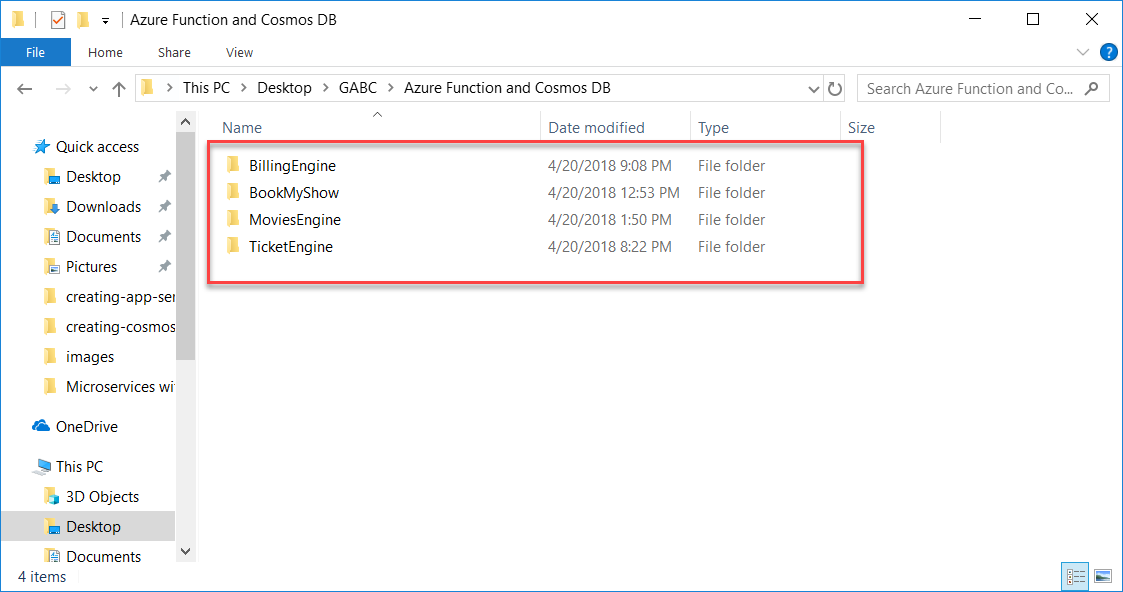 Azure Function and Cosmos DB
File Home Share View ?
This PC Desktop GABC Azure Function and Cosmos DB Search Azure Function and Co...
Name Date modified Type Size
Quick access
Desktop
Downloads
Documents
Pictures
creating-app-ser
creating-cosmos
images
Microservices wi
OneDrive
This PC
3D Objects
Desktop
Documents
BillingEngine 4/20/2018 9:08 PM File folder
BookMyShow 4/20/2018 12:53 PM File folder
MoviesEngine 4/20/2018 1:50 PM File folder
TicketEngine 4/20/2018 8:22 PM File folder
4 items